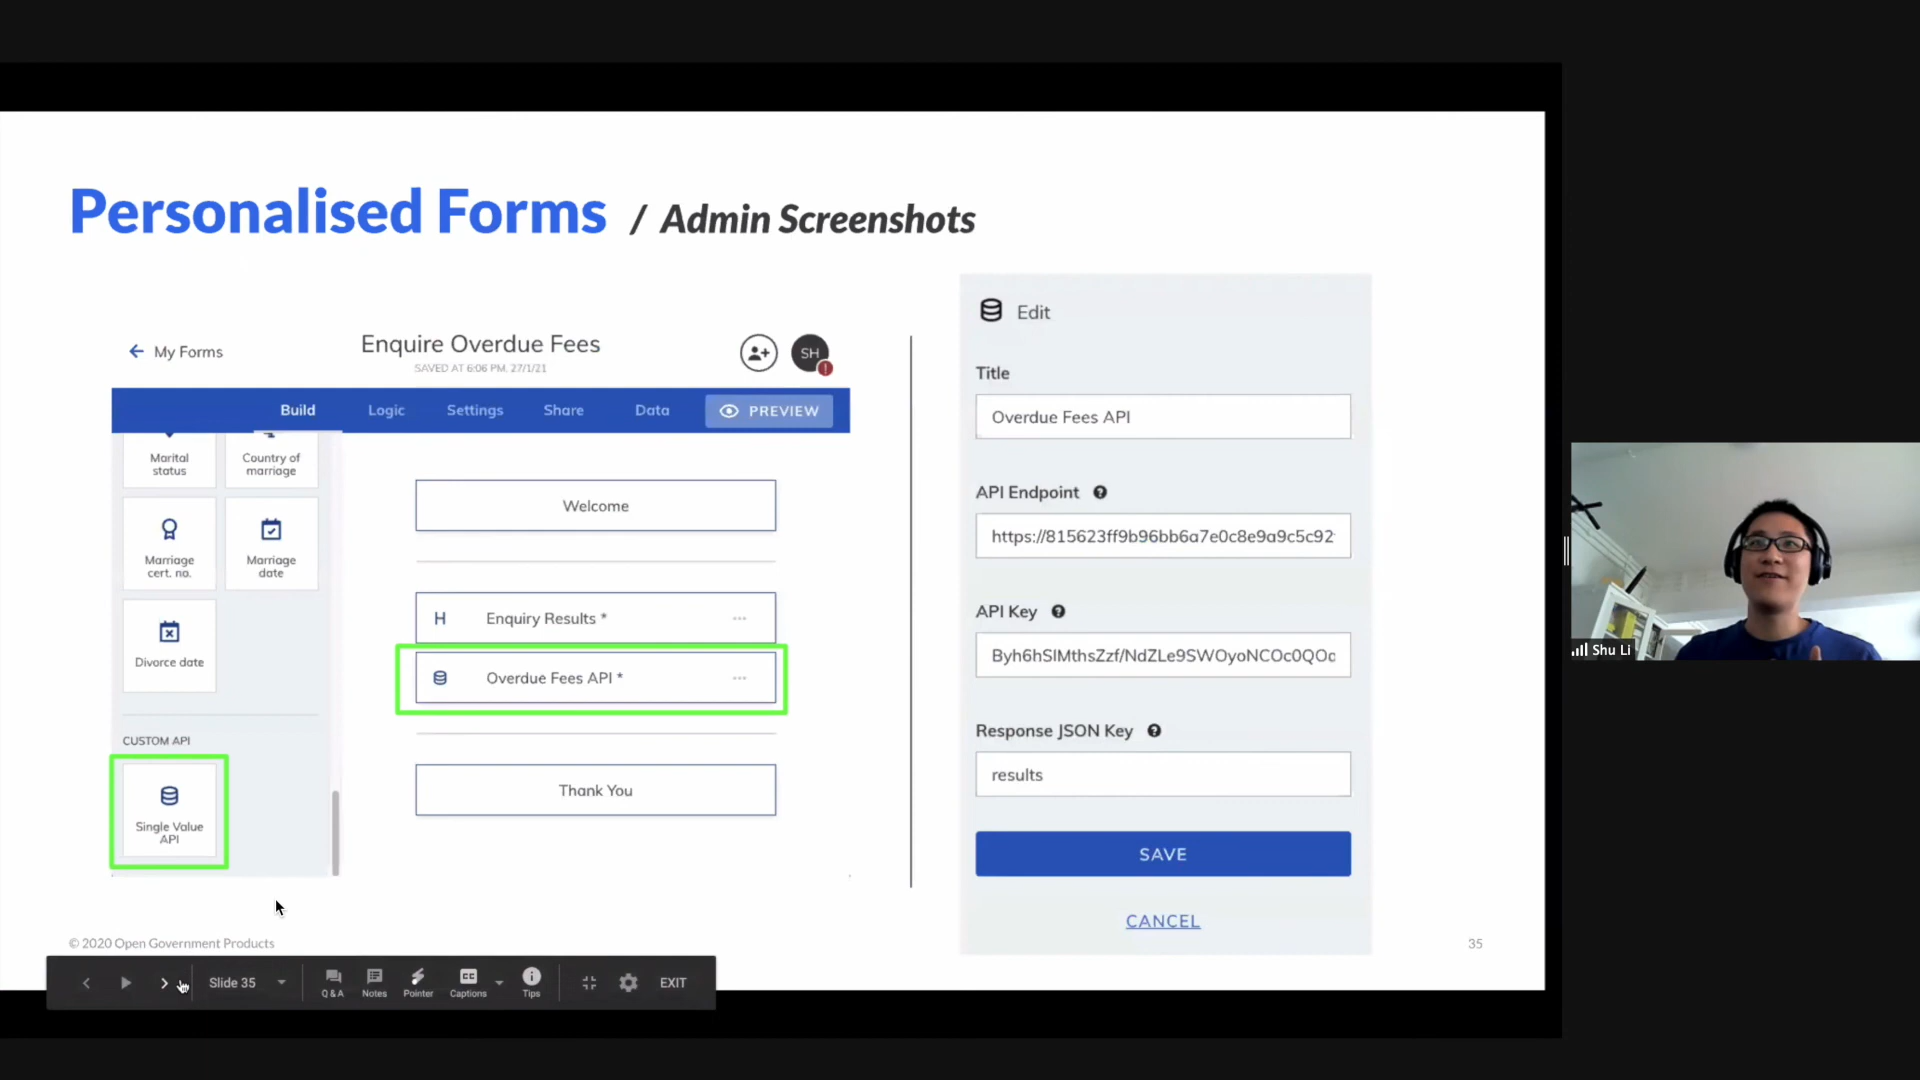 Personalised Forms / Admin Screenshots
My Forms
Enquire Overdue Fees
SAVED AT 6:06 PM, 27/1/21
SH
!
Build Logic Settings Share Data PREVIEW
Marital
status
Country of
marriage
Marriage
cert. no.
Marriage
date
Divorce date
CUSTOM API
Single Value
API
Welcome
H Enquiry Results *
Overdue Fees API *
Thank You
Edit
Title
Overdue Fees API
API Endpoint ?
https://815623ff9b96bb6a7e0c8e9a9c5c92
API Key ?
Byh6hSIMthsZzf/NdZLe9SWOyoNCOc0QO
Response JSON Key ?
results
SAVE
CANCEL
© 2020 Open Government Products
35
Slide 35
Q & A
Notes
Pointer
CC
Captions
Tips
EXIT
Shu Li